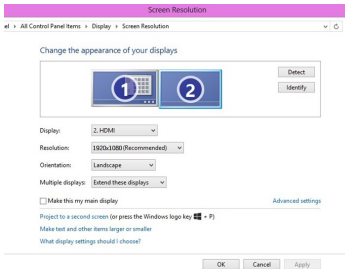 Screen Resolution
el ▸ All Control Panel Items ▸ Display ▸ Screen Resolution
Change the appearance of your displays
1
2
Detect
Identify
Display: 2. HDMI
Resolution: 1920x1080 (Recommended)
Orientation: Landscape
Multiple displays: Extend these displays
Make this my main display
Advanced settings
Project to a second screen (or press the Windows logo key + P)
Make text and other items larger or smaller
What display settings should I choose?
OK Cancel Apply